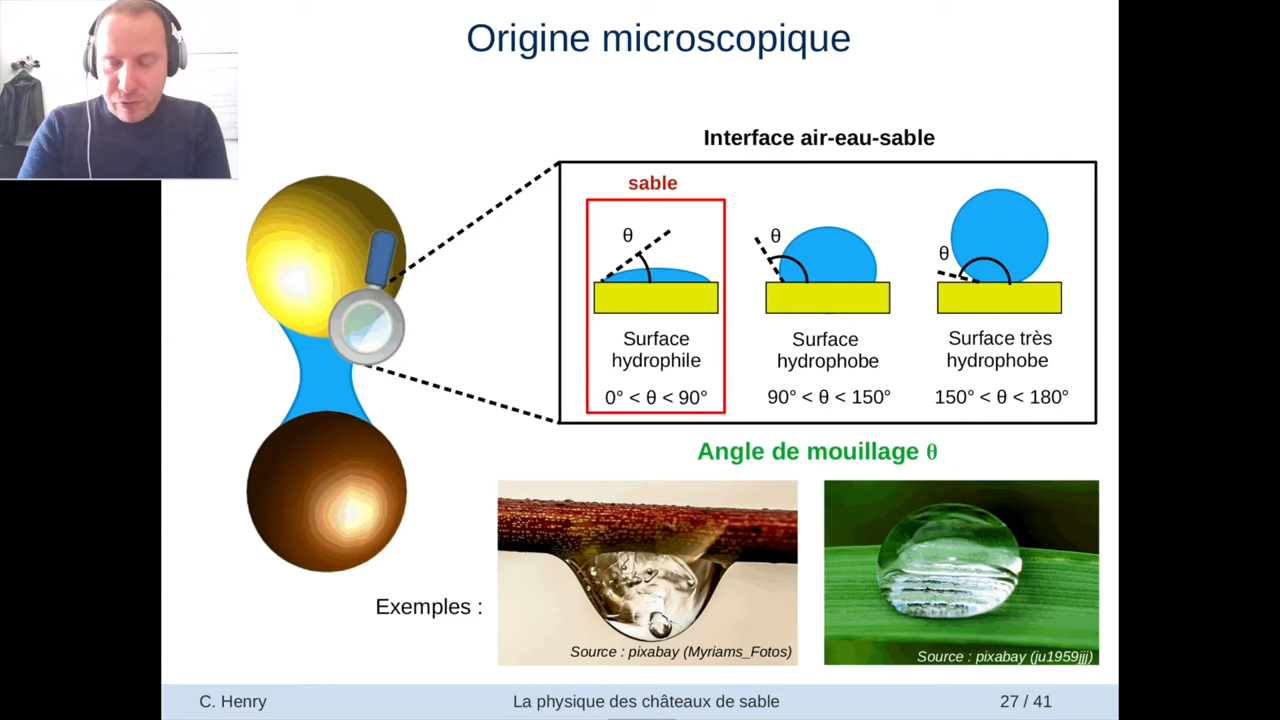 Origine microscopique
Interface air-eau-sable
sable
θ
θ
θ
Surface
hydrophile
0° < θ < 90°
Surface
hydrophobe
90° < θ < 150°
Surface très
hydrophobe
150° < θ < 180°
Angle de mouillage θ
Exemples :
Source : pixabay (Myriams_Fotos)
Source : pixabay (ju1959jjj)
C. Henry
La physique des châteaux de sable
27 / 41